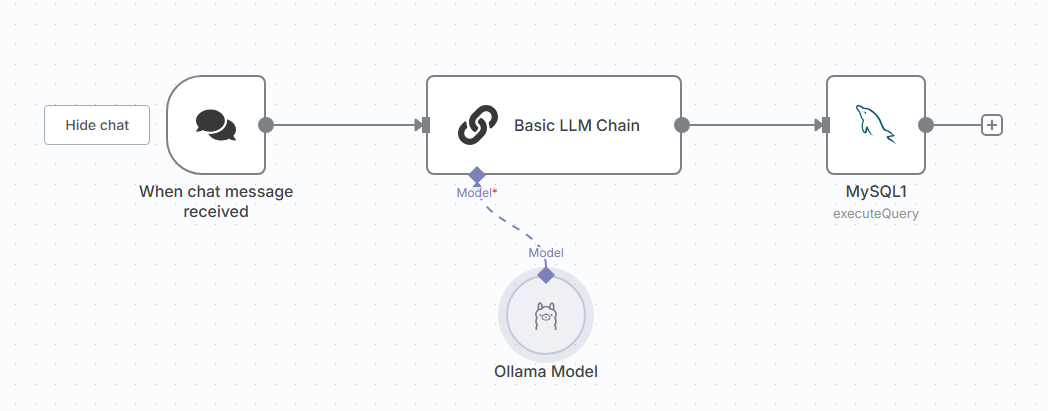 Hide chat
When chat message
received
Basic LLM Chain
Model*
Model
Ollama Model
MySQL1
executeQuery